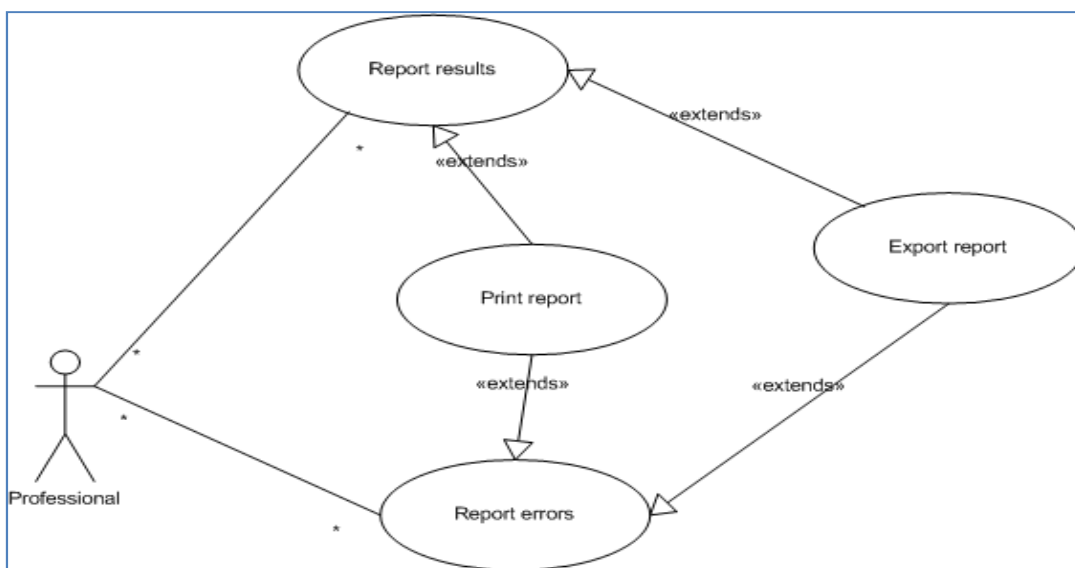 Report results
«extends»
*
«extends»
Export report
Print report
*
«extends»
«extends»
*
Professional
Report errors
*